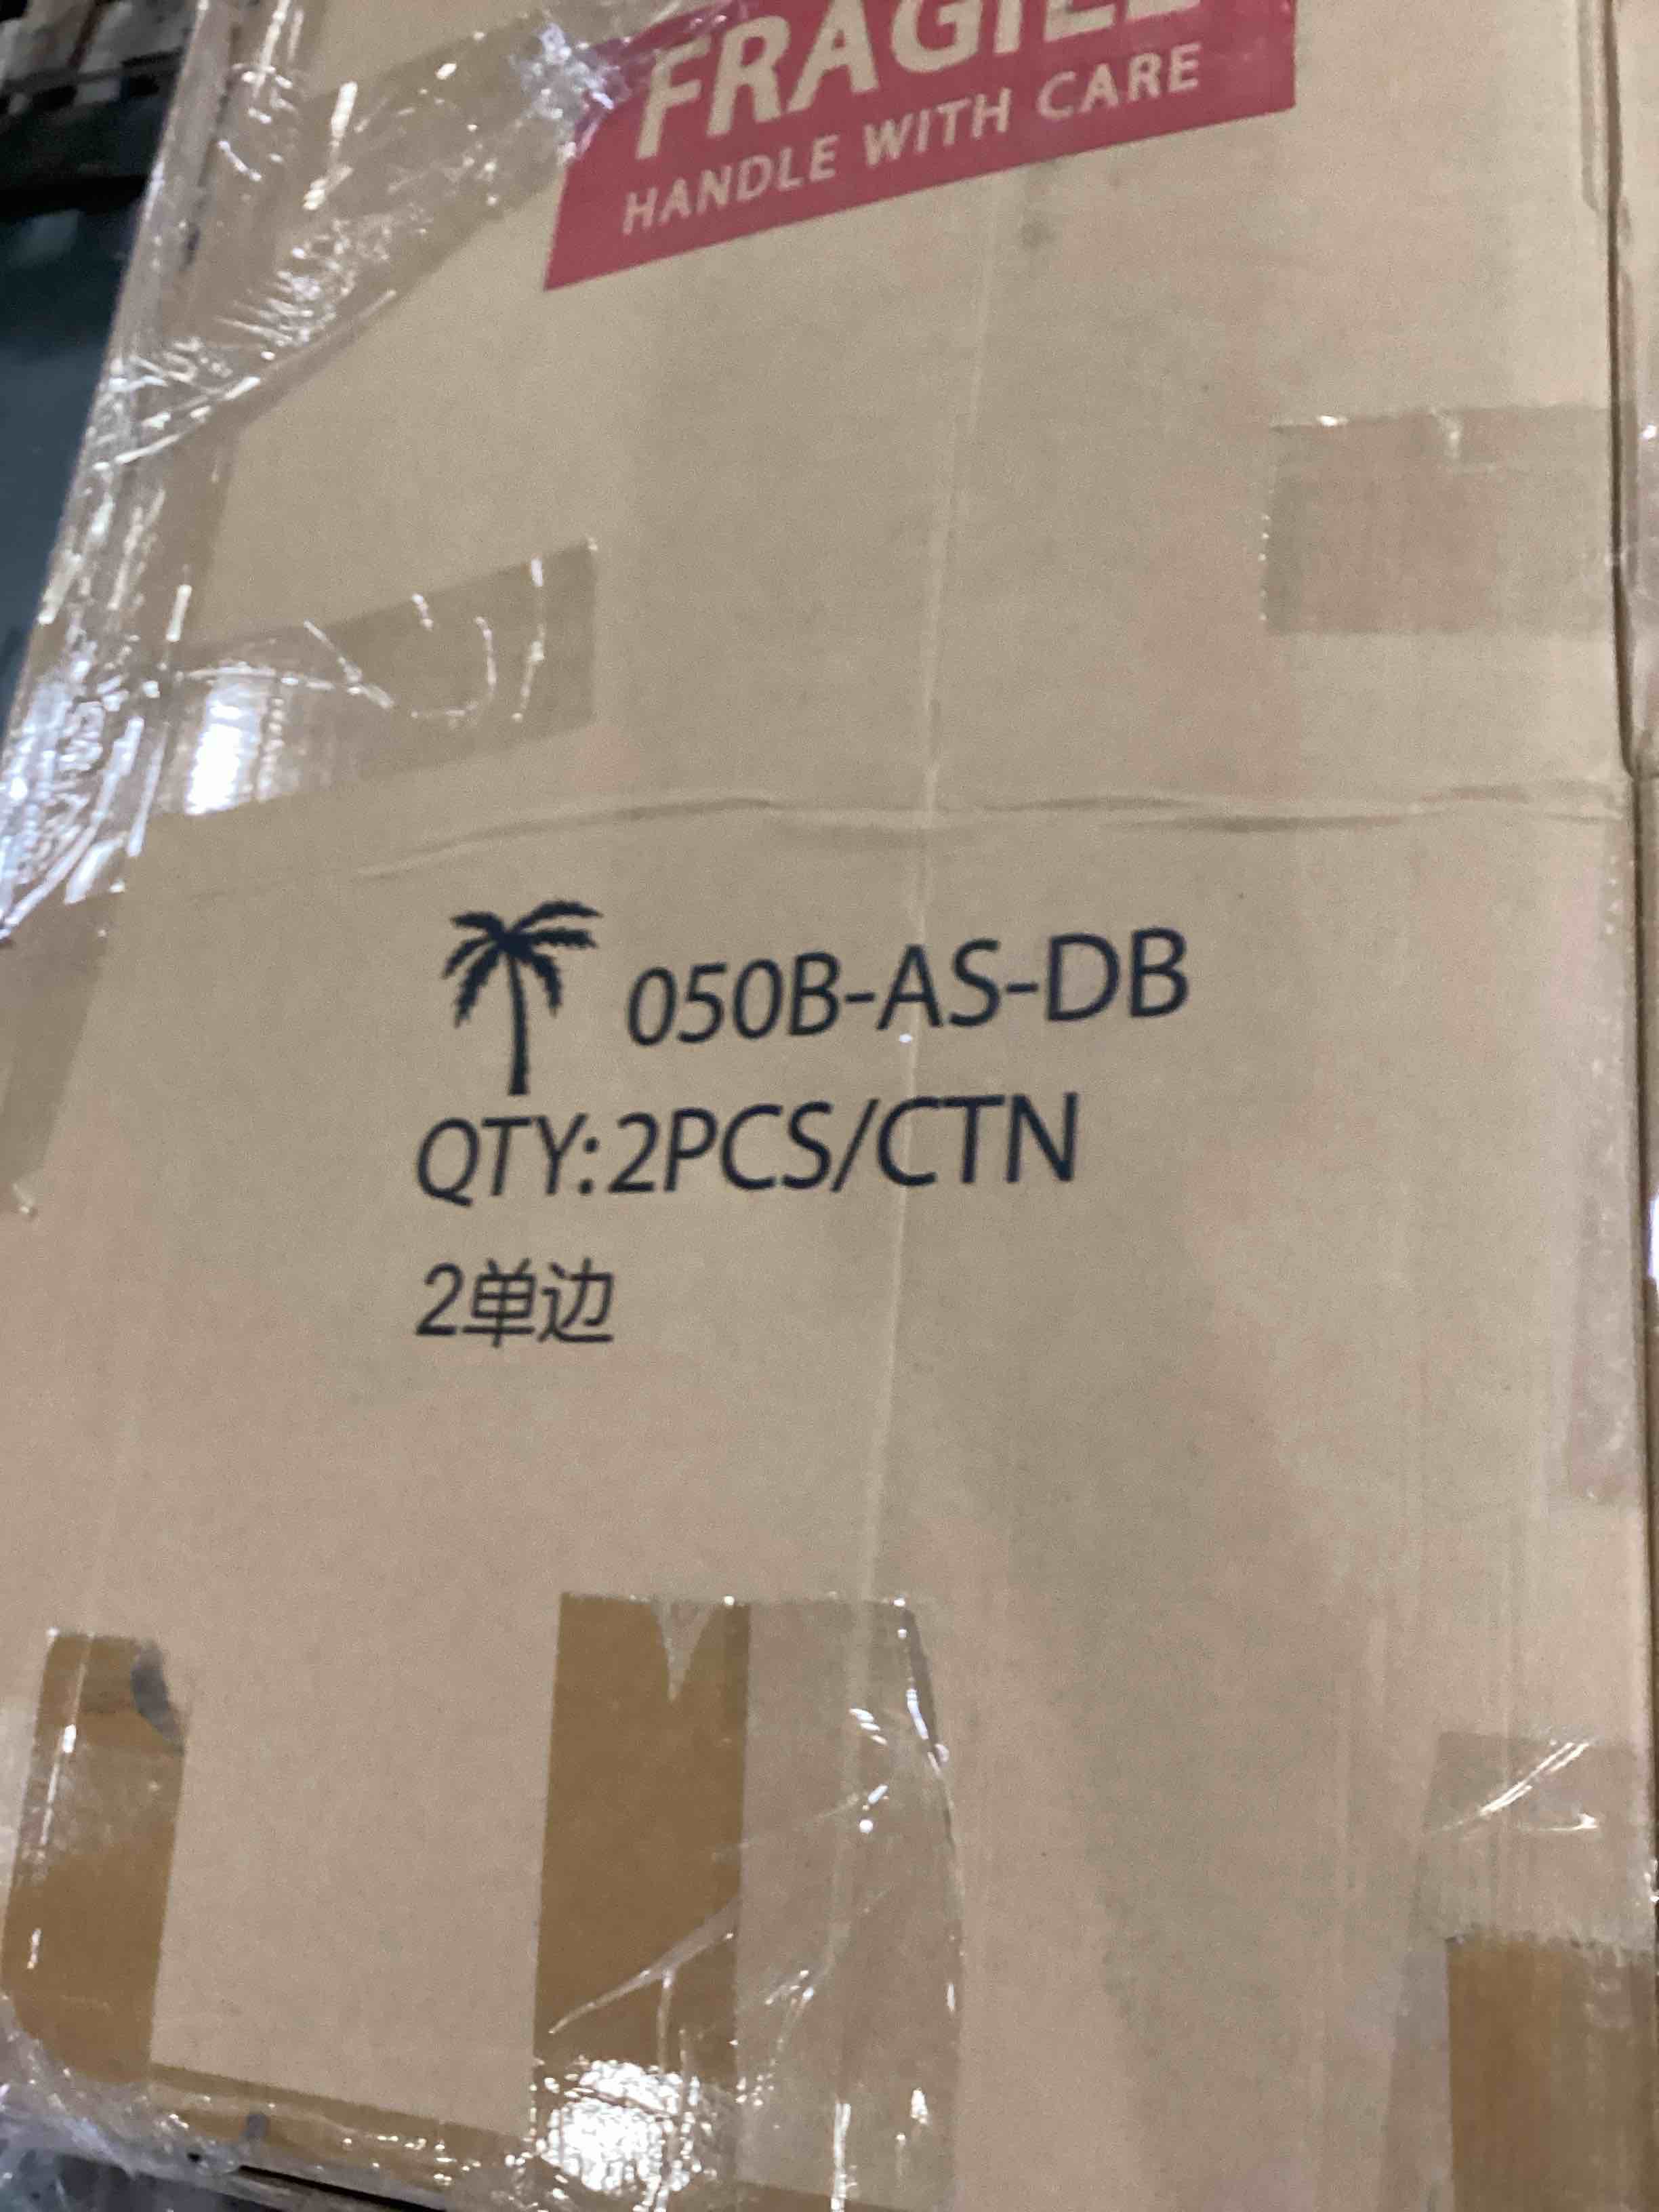 FRAGILE
HANDLE WITH CARE
050B-AS-DB
QTY:2PCS/CTN
2单边